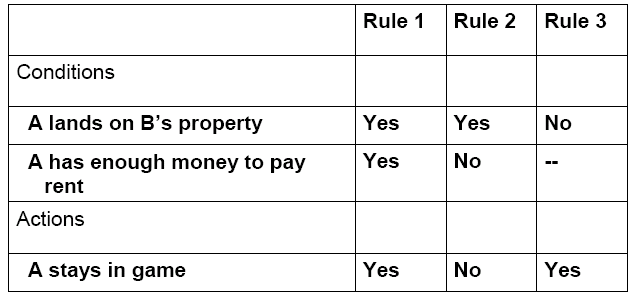 Rule 1 Rule 2 Rule 3
Conditions
A lands on B’s property Yes Yes No
A has enough money to pay Yes No --
rent
Actions
A stays in game Yes No Yes